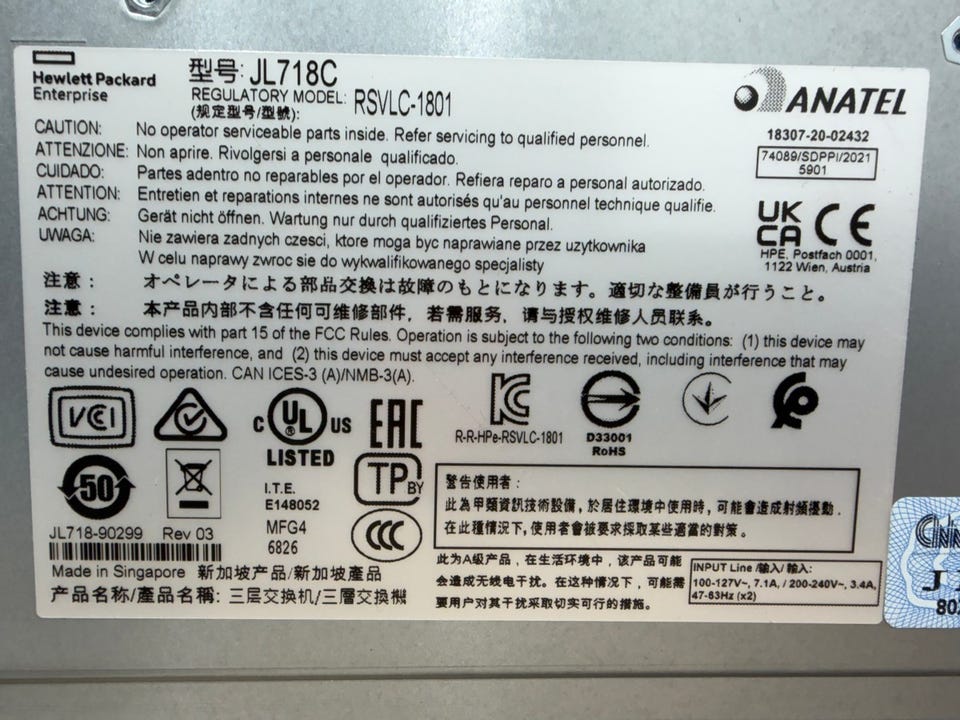 Hewlett Packard
Enterprise
型号: JL718C
REGULATORY MODEL: RSVLC-1801
(规定型号/型號):
ANATEL
18307-20-02432
74089/SDPPI/2021
5901
CAUTION: No operator serviceable parts inside. Refer servicing to qualified personnel.
ATTENZIONE: Non aprire. Rivolgersi a personale qualificado.
CUIDADO: Partes adentro no reparables por el operador. Refiera reparo a personal autorizado.
ATTENTION: Entretien et reparations internes ne sont autorisés qu'au personnel technique qualifie.
ACHTUNG: Gerät nicht öffnen. Wartung nur durch qualifiziertes Personal.
UWAGA: Nie zawiera zadnych czesci, ktore moga byc naprawiane przez uzytkownika
W celu naprawy zwroc sie do wykwalifikowanego specjalisty
UK
CA CE
HPE, Postfach 0001,
1122 Wien, Austria
注意: オペレータによる部品交換は故障のもとになります。適切な整備員が行うこと。
注意: 本产品内部不含任何可维修部件，若需服务，请与授权维修人员联系。
This device complies with part 15 of the FCC Rules. Operation is subject to the following two conditions: (1) this device may
not cause harmful interference, and (2) this device must accept any interference received, including interference that may
cause undesired operation. CAN ICES-3 (A)/NMB-3(A).
VCI
C UL US
LISTED
EAC
R-R-HPe-RSVLC-1801
D33001
RoHS
50
I.T.E.
E148052
MFG4
6826
TP BY
CCC
警告使用者:
此為甲類資訊技術設備，於居住環境中使用時，可能會造成射頻擾動．
在此種情況下，使用者會被要求採取某些適當的對策。
JL718-90299 Rev 03
Made in Singapore 新加坡产品/新加坡產品
产品名称/產品名稱: 三层交换机/三層交換機
此为A级产品，在生活环境中，该产品可能
会造成无线电干扰。在这种情况下，可能需
要用户对其干扰采取切实可行的措施。
INPUT Line /输入/ 輸入:
100-127V~, 7.1A, / 200-240V~, 3.4A,
47-63Hz (x2)